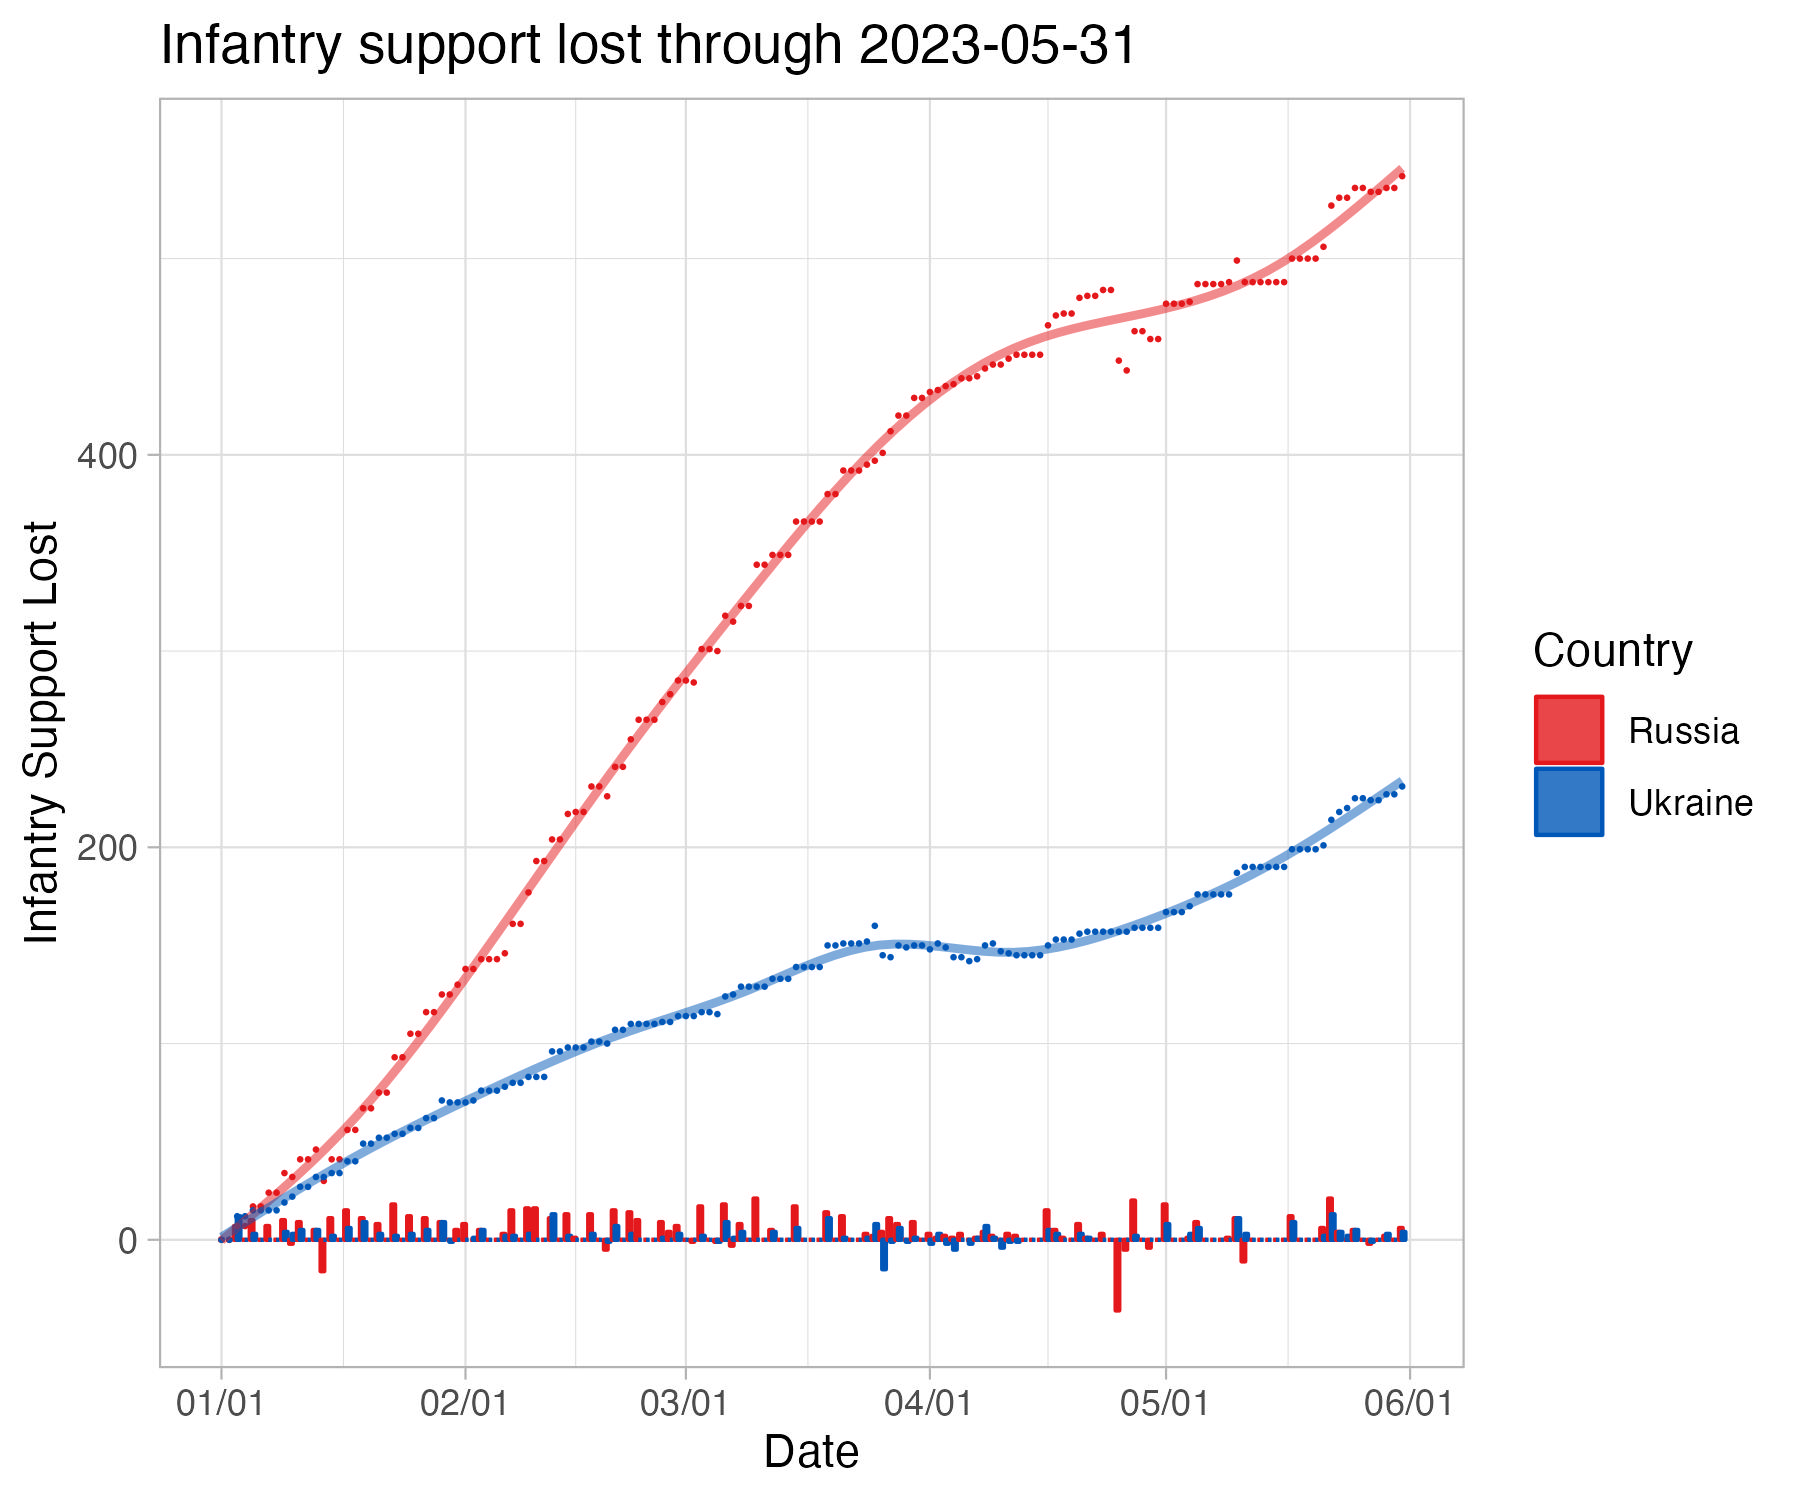 Infantry support lost through 2023-05-31
Infantry Support Lost
400
200
0
01/01
02/01
03/01
04/01
05/01
06/01
Date
Country
Russia
Ukraine